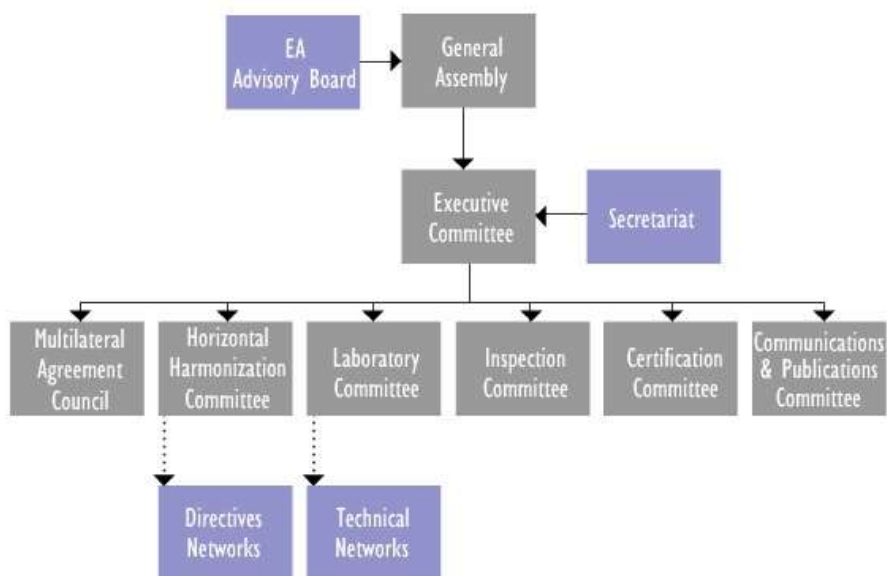 EA
Advisory Board
General
Assembly
Executive
Committee
Secretariat
Multilateral
Agreement
Council
Horizontal
Harmonization
Committee
Laboratory
Committee
Inspection
Committee
Certification
Committee
Communications
& Publications
Committee
Directives
Networks
Technical
Networks